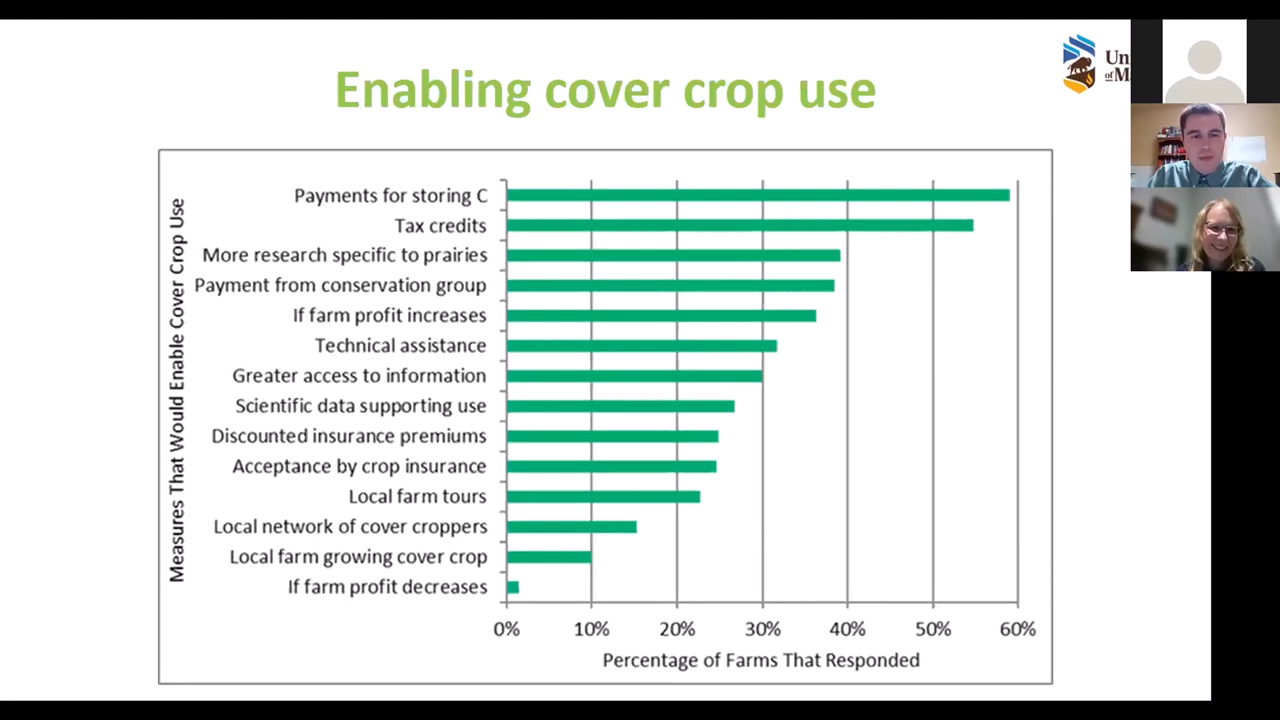 Enabling cover crop use
Measures That Would Enable Cover Crop Use
Payments for storing C
Tax credits
More research specific to prairies
Payment from conservation group
If farm profit increases
Technical assistance
Greater access to information
Scientific data supporting use
Discounted insurance premiums
Acceptance by crop insurance
Local farm tours
Local network of cover croppers
Local farm growing cover crop
If farm profit decreases
0% 10% 20% 30% 40% 50% 60%
Percentage of Farms That Responded